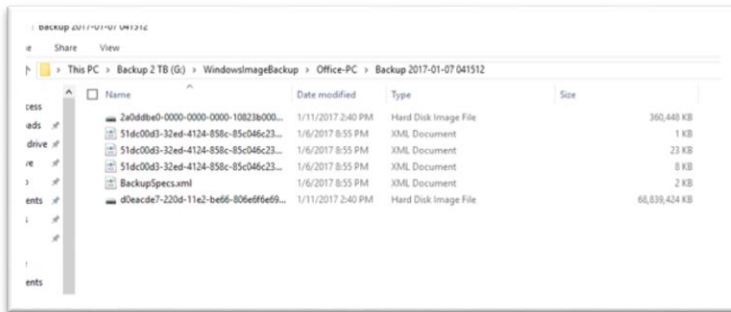 Backup 2017-01-07 041512
Share View
This PC > Backup 2 TB (G:) > WindowsImageBackup > Office-PC > Backup 2017-01-07 041512
Name Date modified Type Size
cess
2a0ddbe0-0000-0000-0000-10823b000... 1/11/2017 2:40 PM Hard Disk Image File 360,448 KB
ads 51dc00d3-32ed-4124-858c-85c046c23... 1/6/2017 8:55 PM XML Document 1 KB
drive 51dc00d3-32ed-4124-858c-85c046c23... 1/6/2017 8:55 PM XML Document 23 KB
ve 51dc00d3-32ed-4124-858c-85c046c23... 1/6/2017 8:55 PM XML Document 8 KB
BackupSpecs.xml 1/6/2017 8:55 PM XML Document 2 KB
ents d0eacde7-220d-11e2-be66-806e6f6e69... 1/11/2017 2:40 PM Hard Disk Image File 68,839,424 KB
ents